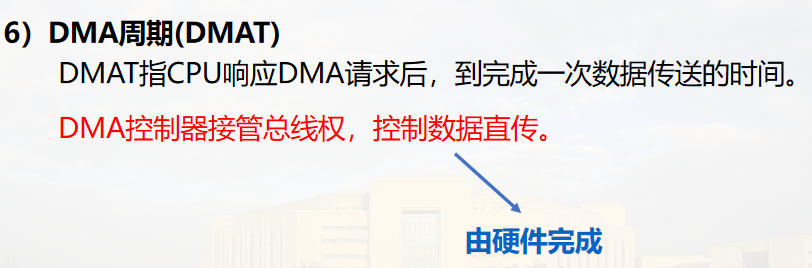 6）DMA周期(DMAT)
DMAT指CPU响应DMA请求后，到完成一次数据传送的时间。
DMA控制器接管总线权，控制数据直传。
由硬件完成